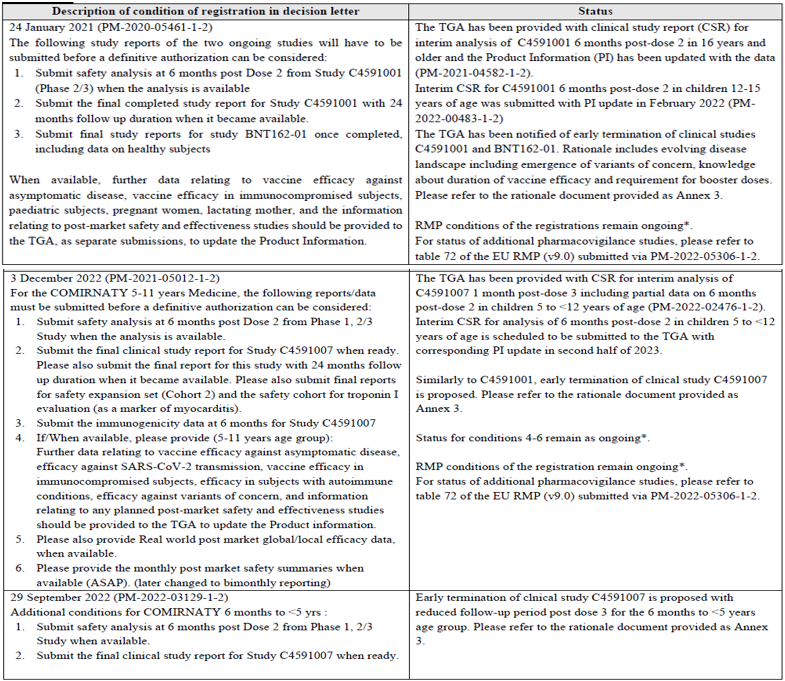 Description of condition of registration in decision letter
Status
24 January 2021 (PM-2020-05461-1-2)
The following study reports of the two ongoing studies will have to be
submitted before a definitive authorization can be considered:
1. Submit safety analysis at 6 months post Dose 2 from Study C4591001
(Phase 2/3) when the analysis is available
2. Submit the final completed study report for Study C4591001 with 24
months follow up duration when it became available.
3. Submit final study reports for study BNT162-01 once completed,
including data on healthy subjects
When available, further data relating to vaccine efficacy against
asymptomatic disease, vaccine efficacy in immunocompromised subjects,
paediatric subjects, pregnant women, lactating mother, and the information
relating to post-market safety and effectiveness studies should be provided to
the TGA, as separate submissions, to update the Product Information.
The TGA has been provided with clinical study report (CSR) for
interim analysis of C4591001 6 months post-dose 2 in 16 years and
older and the Product Information (PI) has been updated with the data
(PM-2021-04582-1-2).
Interim CSR for C4591001 6 months post-dose 2 in children 12-15
years of age was submitted with PI update in February 2022 (PM-
2022-00483-1-2)
The TGA has been notified of early termination of clinical studies
C4591001 and BNT162-01. Rationale includes evolving disease
landscape including emergence of variants of concern, knowledge
about duration of vaccine efficacy and requirement for booster doses.
Please refer to the rationale document provided as Annex 3.
RMP conditions of the registrations remain ongoing*.
For status of additional pharmacovigilance studies, please refer to
table 72 of the EU RMP (v9.0) submitted via PM-2022-05306-1-2.
3 December 2022 (PM-2021-05012-1-2)
For the COMIRNATY 5-11 years Medicine, the following reports/data
must be submitted before a definitive authorization can be considered:
1. Submit safety analysis at 6 months post Dose 2 from Phase 1, 2/3
Study when the analysis is available.
2. Submit the final clinical study report for Study C4591007 when ready.
Please also submit the final report for this study with 24 months follow
up duration when it became available. Please also submit final reports
for safety expansion set (Cohort 2) and the safety cohort for troponin I
evaluation (as a marker of myocarditis).
3. Submit the immunogenicity data at 6 months for Study C4591007
4. If/When available, please provide (5-11 years age group):
Further data relating to vaccine efficacy against asymptomatic disease,
efficacy against SARS-CoV-2 transmission, vaccine efficacy in
immunocompromised subjects, efficacy in subjects with autoimmune
conditions, efficacy against variants of concern, and information
relating to any planned post-market safety and effectiveness studies
should be provided to the TGA to update the Product information.
5. Please also provide Real world post market global/local efficacy data,
when available.
6. Please provide the monthly post market safety summaries when
available (ASAP). (later changed to bimonthly reporting)
The TGA has been provided with CSR for interim analysis of
C4591007 1 month post-dose 3 including partial data on 6 months
post-dose 2 in children 5 to <12 years of age (PM-2022-02476-1-2).
Interim CSR for analysis of 6 months post-dose 2 in children 5 to <12
years of age is scheduled to be submitted to the TGA with
corresponding PI update in second half of 2023.
Similarly to C4591001, early termination of clnical study C4591007
is proposed. Please refer to the rationale document provided as
Annex 3.
Status for conditions 4-6 remain as ongoing*.
RMP conditions of the registration remain ongoing*.
For status of additional pharmacovigilance studies, please refer to
table 72 of the EU RMP (v9.0) submitted via PM-2022-05306-1-2.
29 September 2022 (PM-2022-03129-1-2)
Additional conditions for COMIRNATY 6 months to <5 yrs :
1. Submit safety analysis at 6 months post Dose 2 from Phase 1, 2/3
Study when available.
2. Submit the final clinical study report for Study C4591007 when ready.
Early termination of clnical study C4591007 is proposed with
reduced follow-up period post dose 3 for the 6 months to <5 years
age group. Please refer to the rationale document provided as Annex
3.